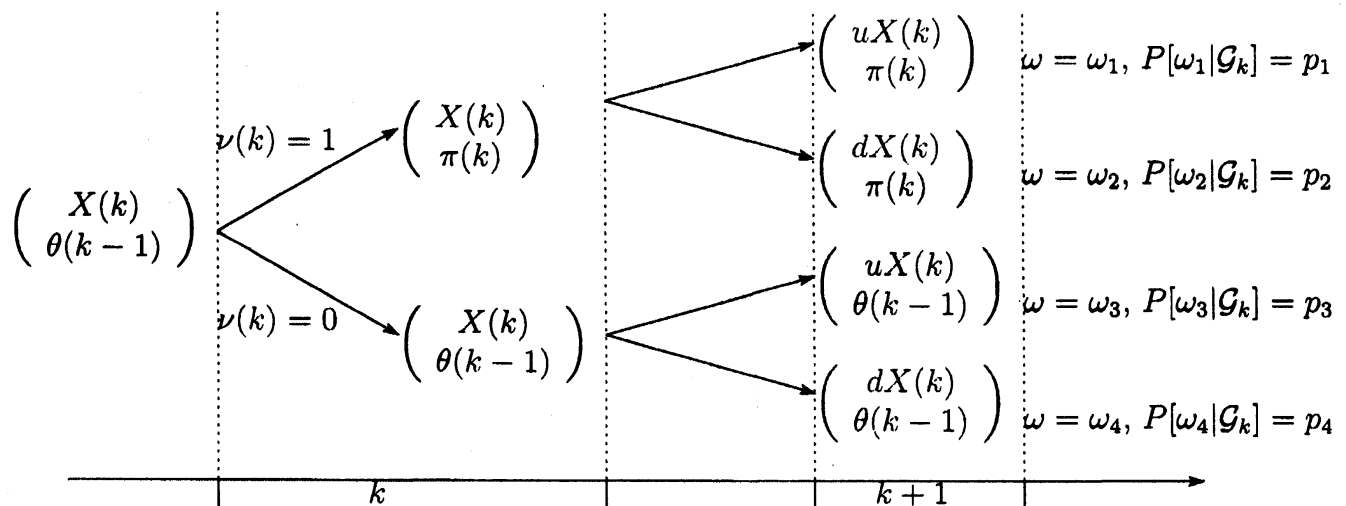 uX(k)
π(k)
ω = ω₁, P[ω₁|𝒢ₖ] = p₁
ν(k) = 1
X(k)
π(k)
dX(k)
π(k)
ω = ω₂, P[ω₂|𝒢ₖ] = p₂
X(k)
θ(k − 1)
uX(k)
θ(k − 1)
ω = ω₃, P[ω₃|𝒢ₖ] = p₃
ν(k) = 0
X(k)
θ(k − 1)
dX(k)
θ(k − 1)
ω = ω₄, P[ω₄|𝒢ₖ] = p₄
k
k + 1